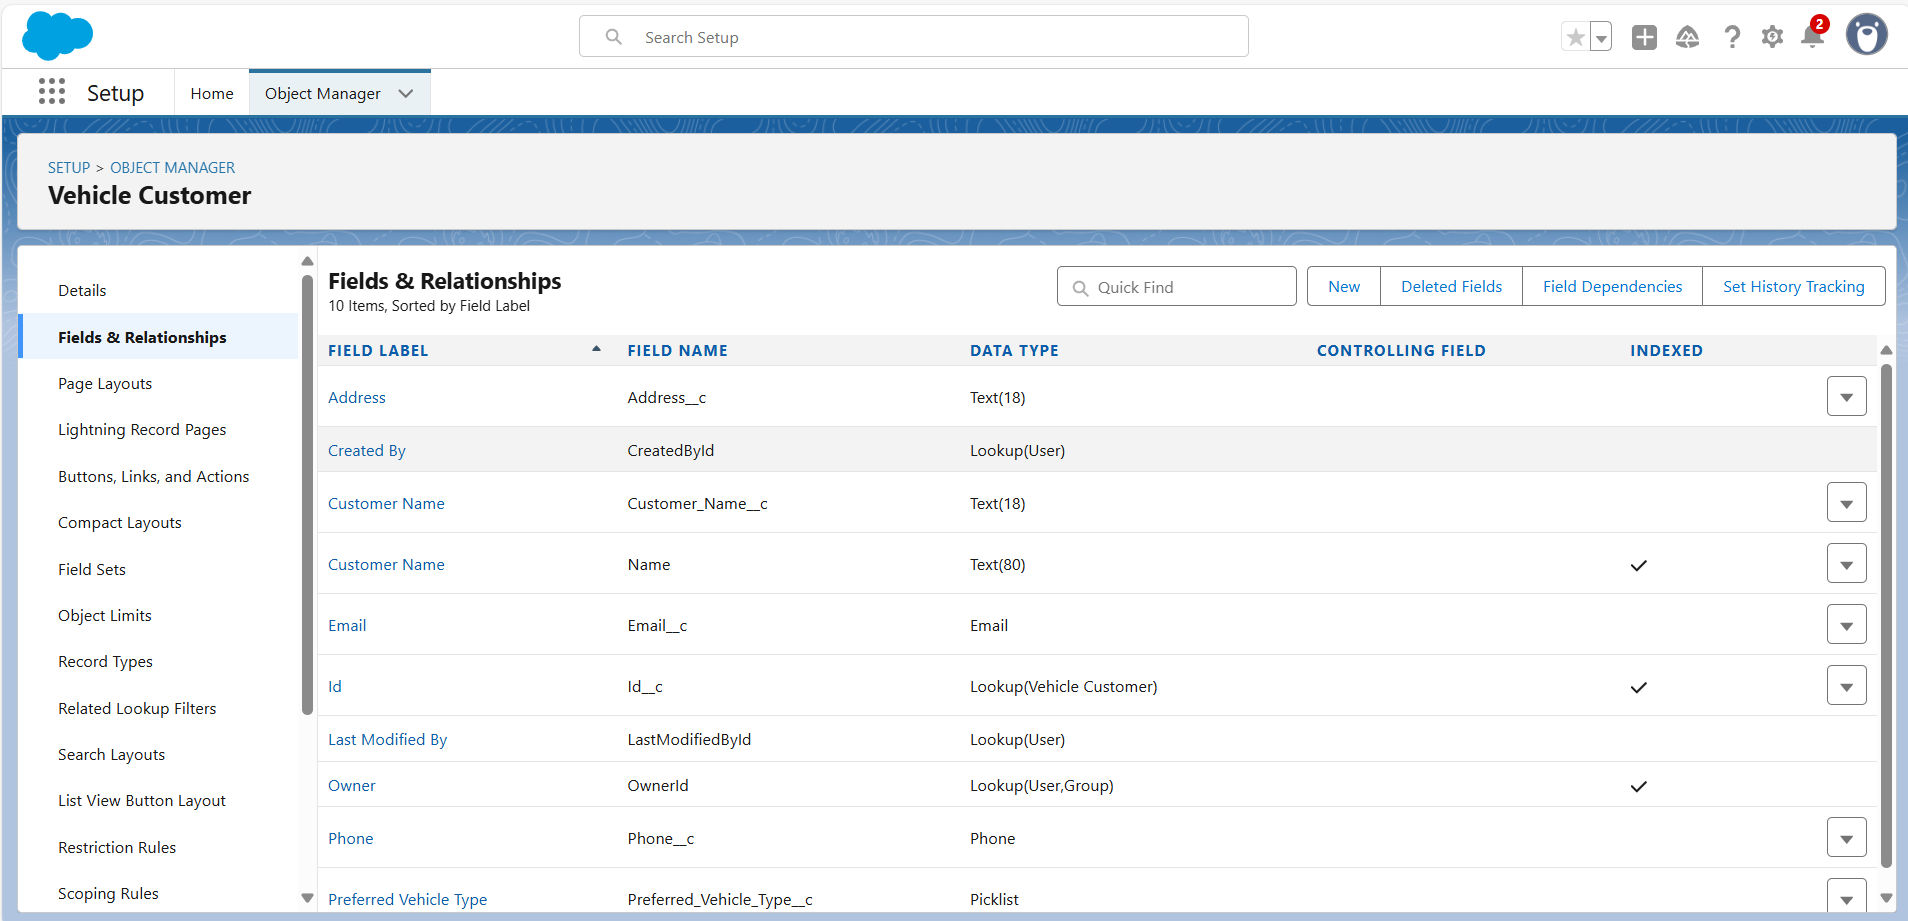 Search Setup
2
Setup
Home
Object Manager
SETUP > OBJECT MANAGER
Vehicle Customer
Details
Fields & Relationships
Page Layouts
Lightning Record Pages
Buttons, Links, and Actions
Compact Layouts
Field Sets
Object Limits
Record Types
Related Lookup Filters
Search Layouts
List View Button Layout
Restriction Rules
Scoping Rules
Fields & Relationships
10 Items, Sorted by Field Label
Quick Find
New
Deleted Fields
Field Dependencies
Set History Tracking
FIELD LABEL FIELD NAME DATA TYPE CONTROLLING FIELD INDEXED
Address Address__c Text(18)
Created By CreatedById Lookup(User)
Customer Name Customer_Name__c Text(18)
Customer Name Name Text(80)
Email Email__c Email
Id Id__c Lookup(Vehicle Customer)
Last Modified By LastModifiedById Lookup(User)
Owner OwnerId Lookup(User,Group)
Phone Phone__c Phone
Preferred Vehicle Type Preferred_Vehicle_Type__c Picklist